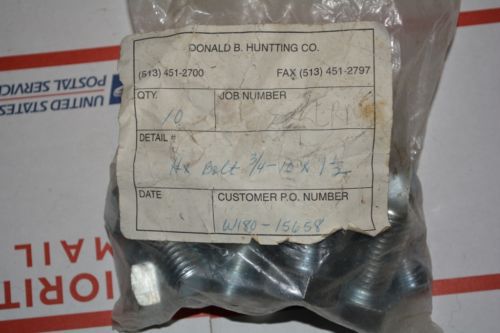 DONALD B. HUNTTING CO.
(513) 451-2700 FAX (513) 451-2797
QTY. JOB NUMBER
10
DETAIL #
Hx Bolt 3/4-10 x 1 1/2
DATE CUSTOMER P.O. NUMBER
W180-15658
UNITED STATES
POSTAL SERVICE
ORITY
MAIL